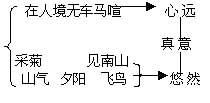 在人境无车马喧 心远
真意
采菊 见南山
山气 夕阳 飞鸟 悠然